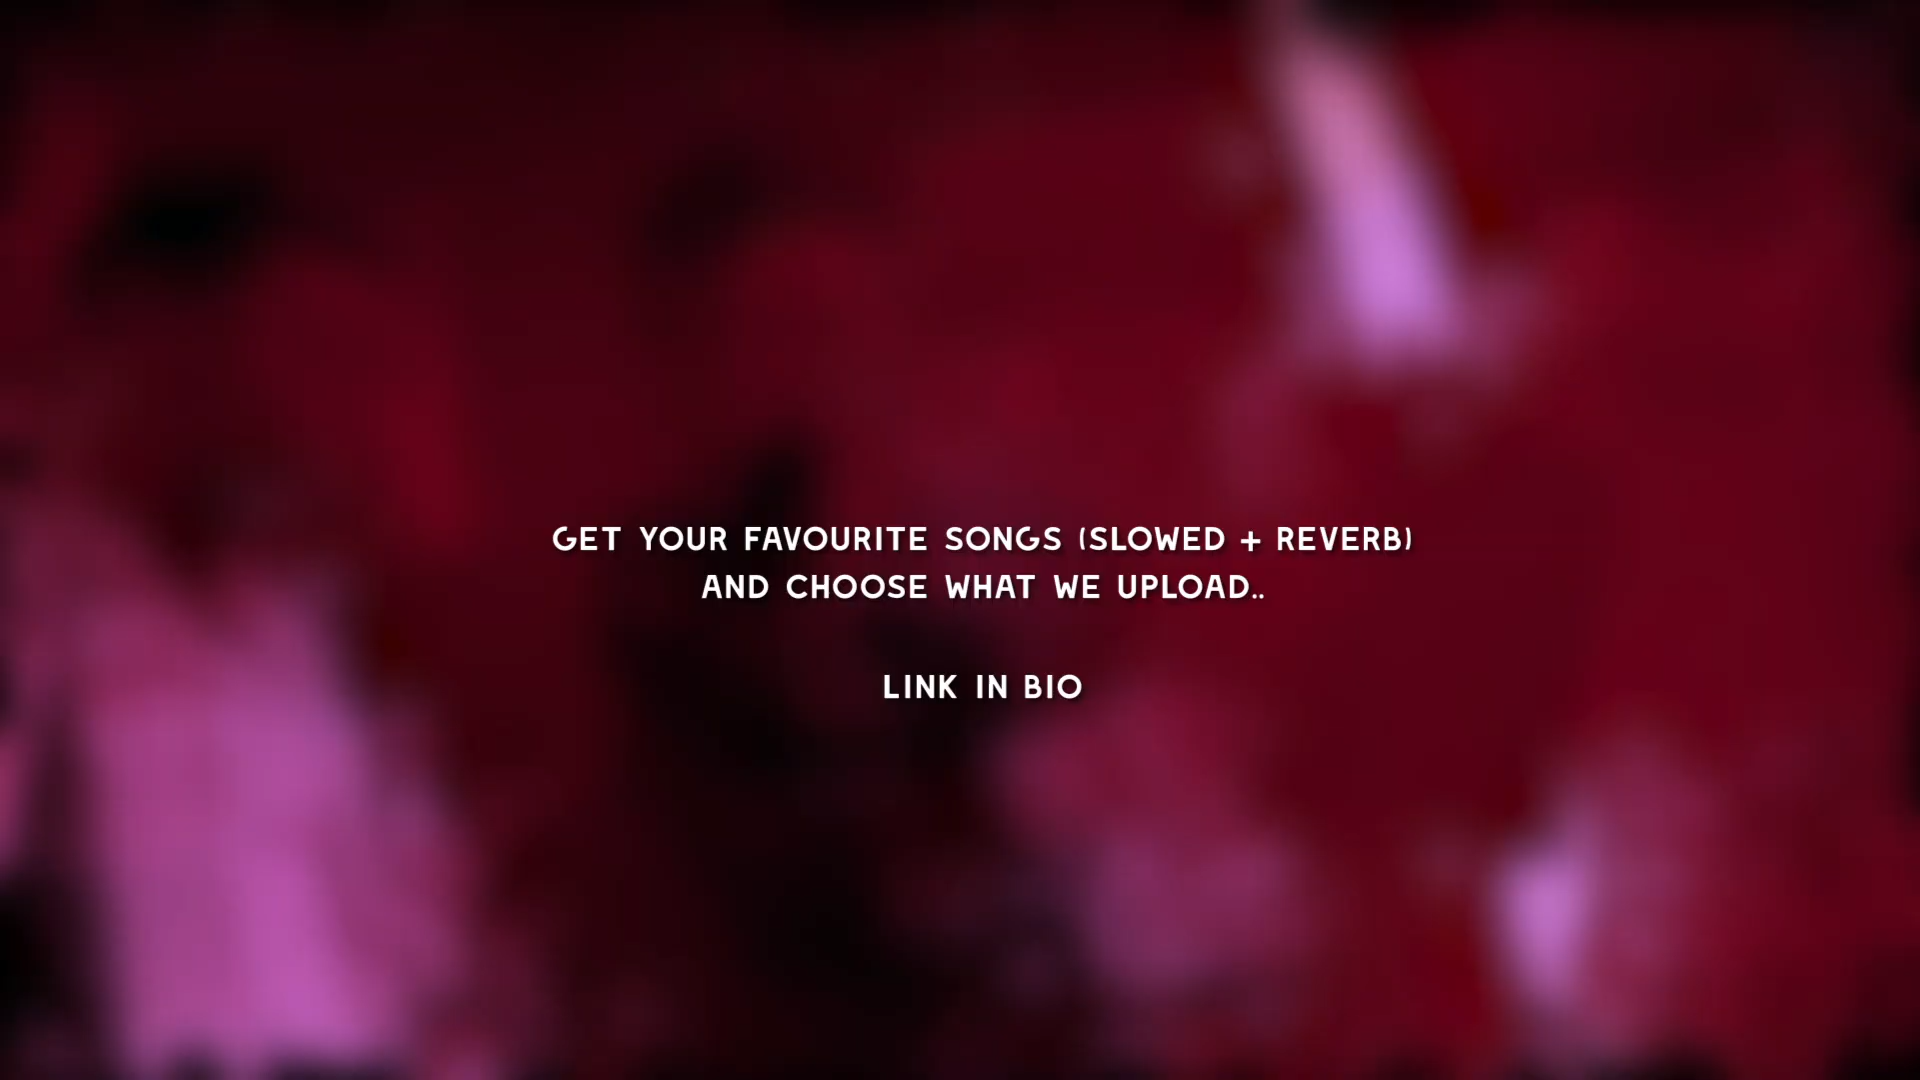 GET YOUR FAVOURITE SONGS (SLOWED + REVERB)
AND CHOOSE WHAT WE UPLOAD..
LINK IN BIO